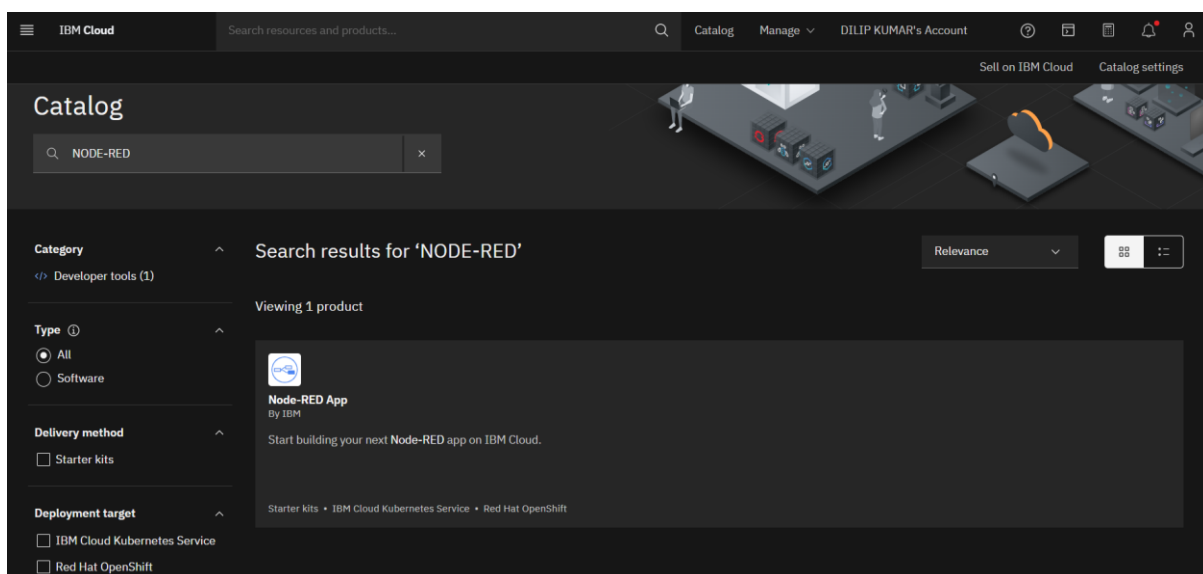 IBM Cloud
Search resources and products...
Catalog
Manage
DILIP KUMAR's Account
Sell on IBM Cloud
Catalog settings
Catalog
NODE-RED
Category
</> Developer tools (1)
Type
All
Software
Delivery method
Starter kits
Deployment target
IBM Cloud Kubernetes Service
Red Hat OpenShift
Search results for ‘NODE-RED’
Relevance
Viewing 1 product
Node-RED App
By IBM
Start building your next Node-RED app on IBM Cloud.
Starter kits • IBM Cloud Kubernetes Service • Red Hat OpenShift